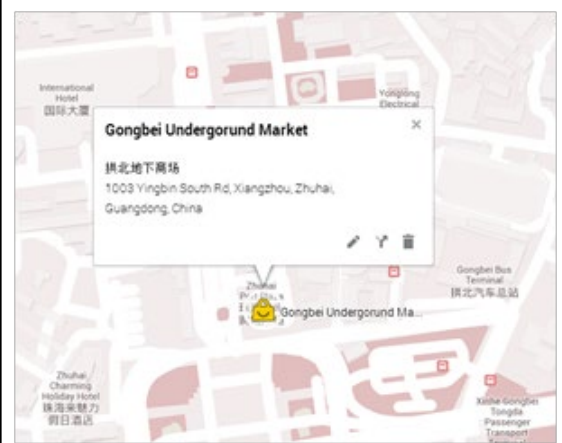 International
Hotel
国际大厦
Yonglong
Electrical
Gongbei Undergorund Market
拱北地下商场
1003 Yingbin South Rd, Xiangzhou, Zhuhai,
Guangdong, China
Gongbei Bus
Terminal
拱北汽车总站
Zhuhai
Gongbei Undergorund Ma...
Zhuhai
Charming
Holiday Hotel
珠海来魅力
假日酒店
Xinhe Gongbei
Tongda
Passenger
Transport